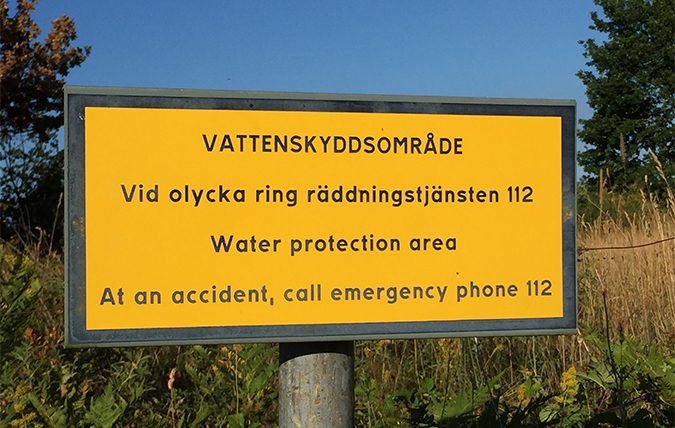 VATTENSKYDDSOMRÅDE
Vid olycka ring räddningstjänsten 112
Water protection area
At an accident, call emergency phone 112